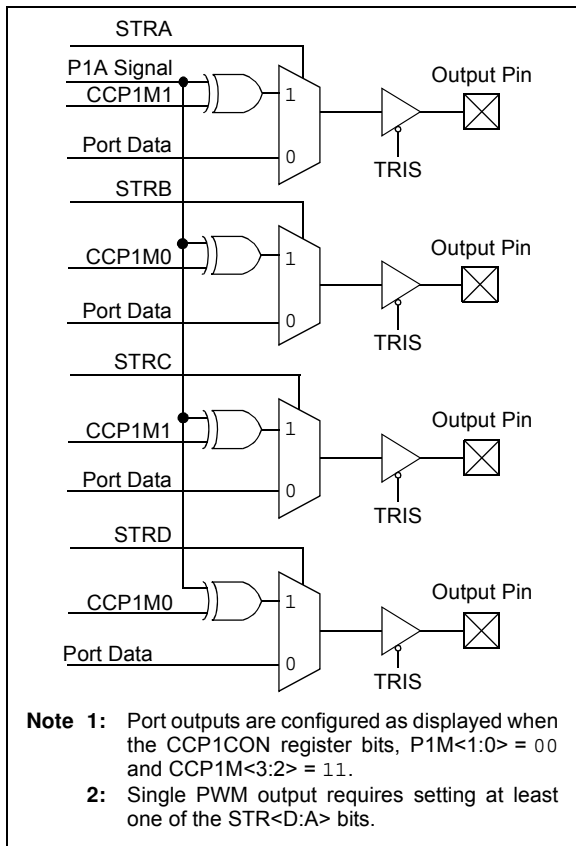 STRA
P1A Signal
CCP1M1
1
Output Pin
Port Data
0
TRIS
STRB
CCP1M0
1
Output Pin
Port Data
0
TRIS
STRC
CCP1M1
1
Output Pin
Port Data
0
TRIS
STRD
CCP1M0
1
Output Pin
Port Data
0
TRIS
Note 1: Port outputs are configured as displayed when
the CCP1CON register bits, P1M<1:0> = 00
and CCP1M<3:2> = 11.
2: Single PWM output requires setting at least
one of the STR<D:A> bits.